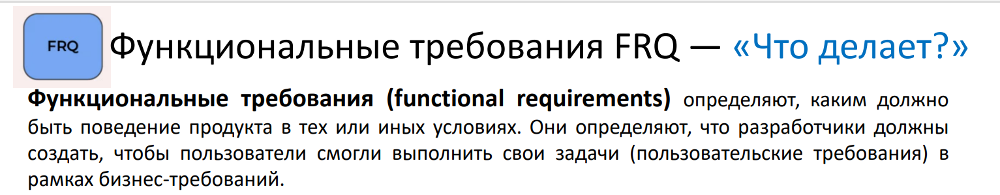 FRQ
Функциональные требования FRQ — «Что делает?»
Функциональные требования (functional requirements) определяют, каким должно
быть поведение продукта в тех или иных условиях. Они определяют, что разработчики должны
создать, чтобы пользователи смогли выполнить свои задачи (пользовательские требования) в
рамках бизнес-требований.